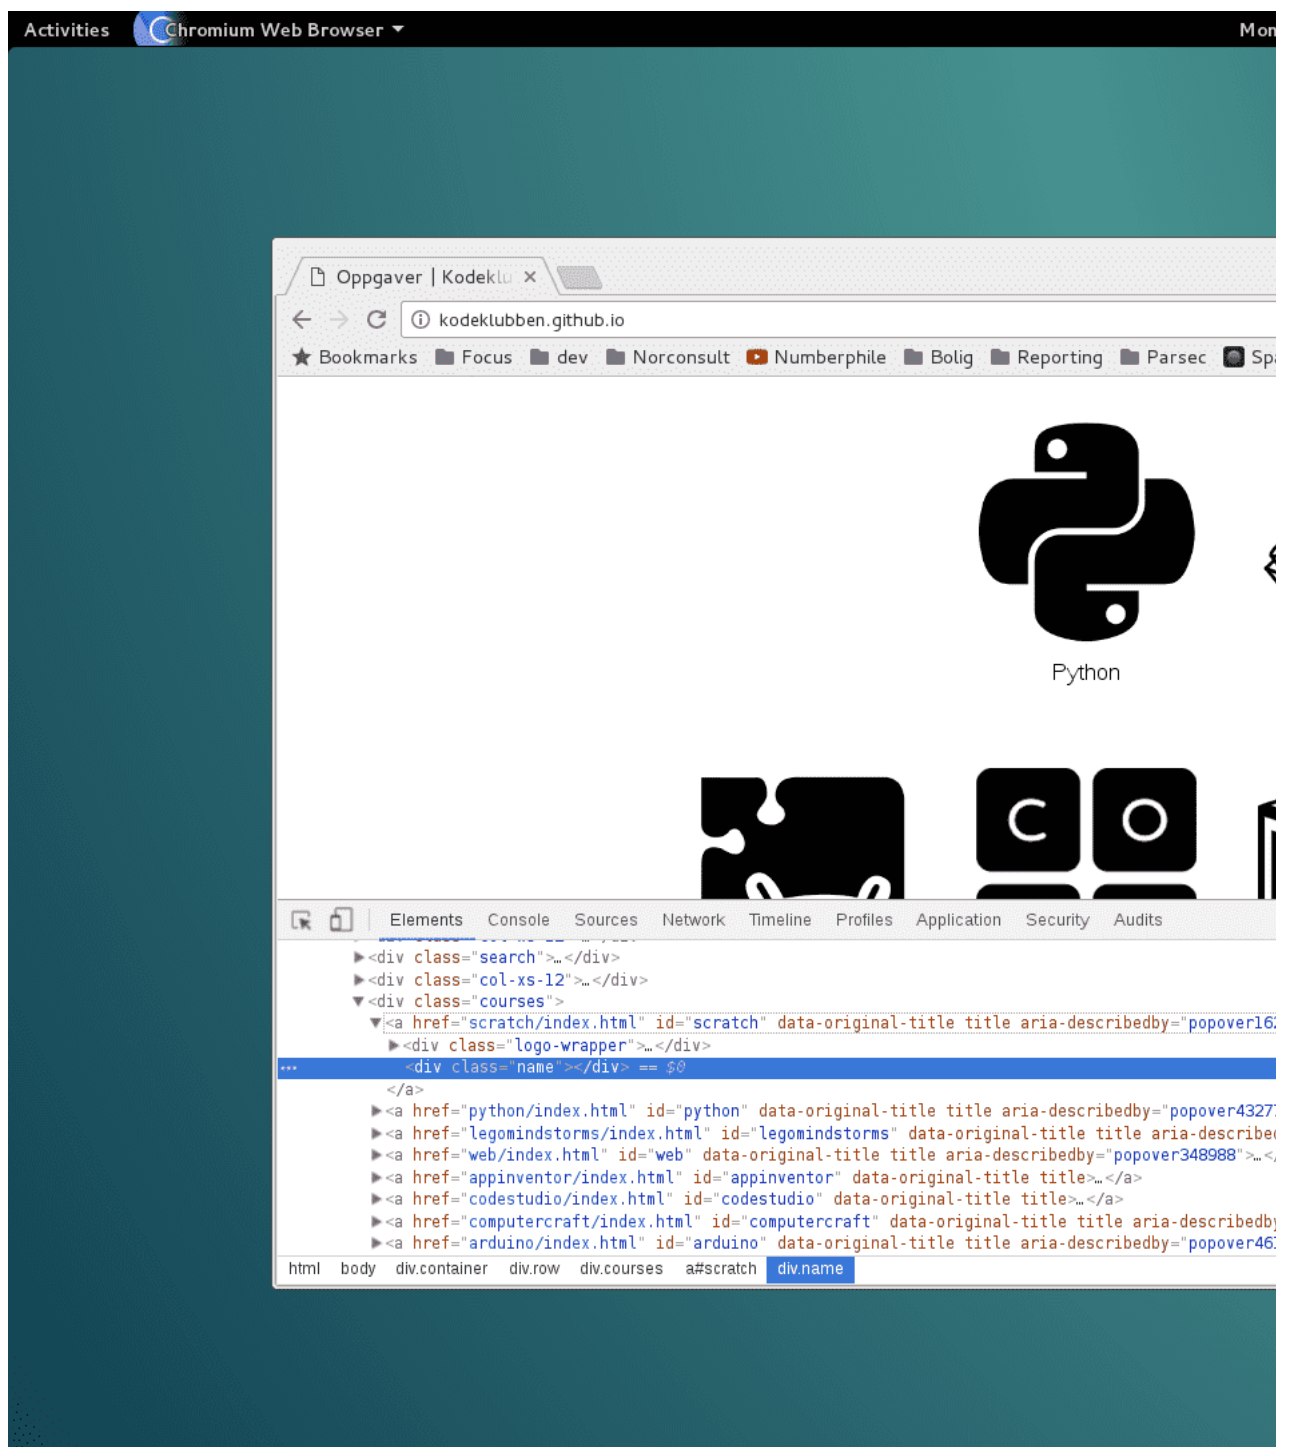 Activities Chromium Web Browser Mon
Oppgaver | Kodeklu
kodeklubben.github.io
Bookmarks Focus dev Norconsult Numberphile Bolig Reporting Parsec Spa
Python
C O
Elements Console Sources Network Timeline Profiles Application Security Audits
▶<div class="search">…</div>
▶<div class="col-xs-12">…</div>
▼<div class="courses">
▼<a href="scratch/index.html" id="scratch" data-original-title title aria-describedby="popover162
▶<div class="logo-wrapper">…</div>
<div class="name"></div> == $0
</a>
▶<a href="python/index.html" id="python" data-original-title title aria-describedby="popover43277
▶<a href="legomindstorms/index.html" id="legomindstorms" data-original-title title aria-described
▶<a href="web/index.html" id="web" data-original-title title aria-describedby="popover348988">…</
▶<a href="appinventor/index.html" id="appinventor" data-original-title title>…</a>
▶<a href="codestudio/index.html" id="codestudio" data-original-title title>…</a>
▶<a href="computercraft/index.html" id="computercraft" data-original-title title aria-describedby
▶<a href="arduino/index.html" id="arduino" data-original-title title aria-describedby="popover461
html body div.container div.row div.courses a#scratch div.name